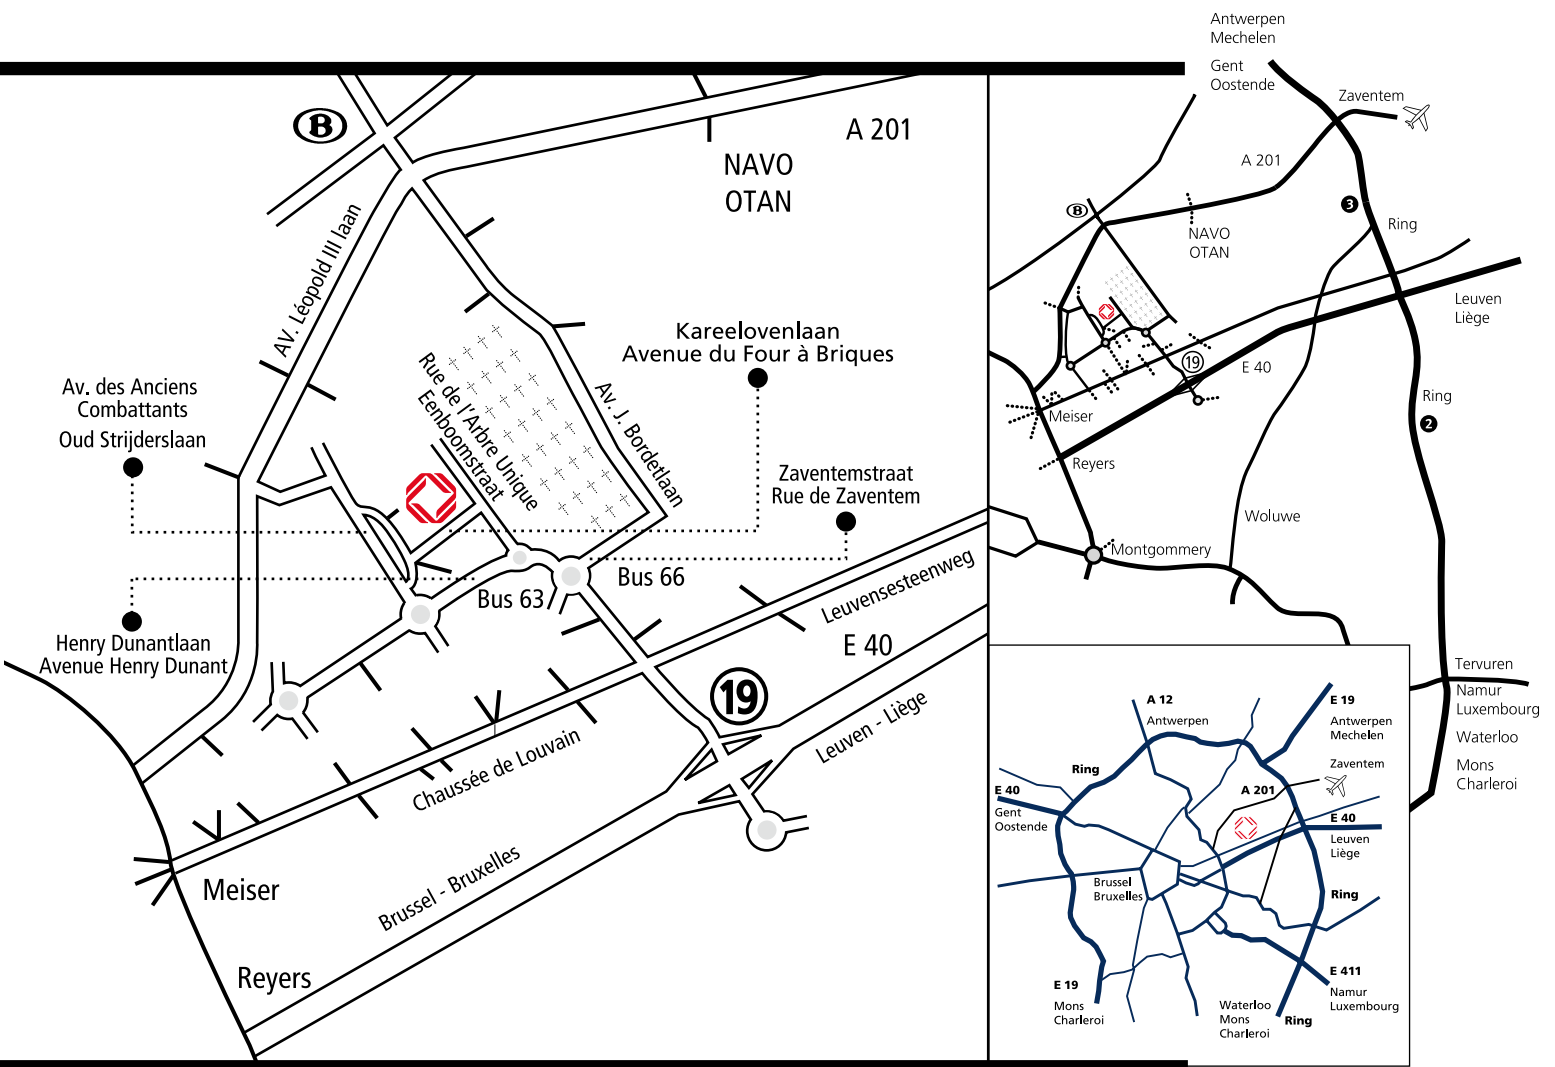 B
A 201
NAVO
OTAN
AV. Léopold III laan
Kareelovenlaan
Avenue du Four à Briques
Av. des Anciens
Combattants
Oud Strijderslaan
Rue de l'Arbre Unique
Eenboomstraat
Av. J. Bordetlaan
Zaventemstraat
Rue de Zaventem
Bus 66
Bus 63
Leuvensesteenweg
Henry Dunantlaan
Avenue Henry Dunant
E 40
19
Leuven - Liège
Chaussée de Louvain
Meiser
Brussel - Bruxelles
Reyers
Antwerpen
Mechelen
Gent
Oostende
Zaventem
A 201
3
B
Ring
NAVO
OTAN
Leuven
Liège
19
E 40
Ring
2
Meiser
Reyers
Woluwe
Montgommery
Tervuren
Namur
Luxembourg
Waterloo
Mons
Charleroi
A 12
Antwerpen
E 19
Antwerpen
Mechelen
Ring
Zaventem
E 40
Gent
Oostende
A 201
E 40
Leuven
Liège
Brussel
Bruxelles
Ring
E 19
Mons
Charleroi
E 411
Namur
Luxembourg
Waterloo
Mons
Charleroi
Ring